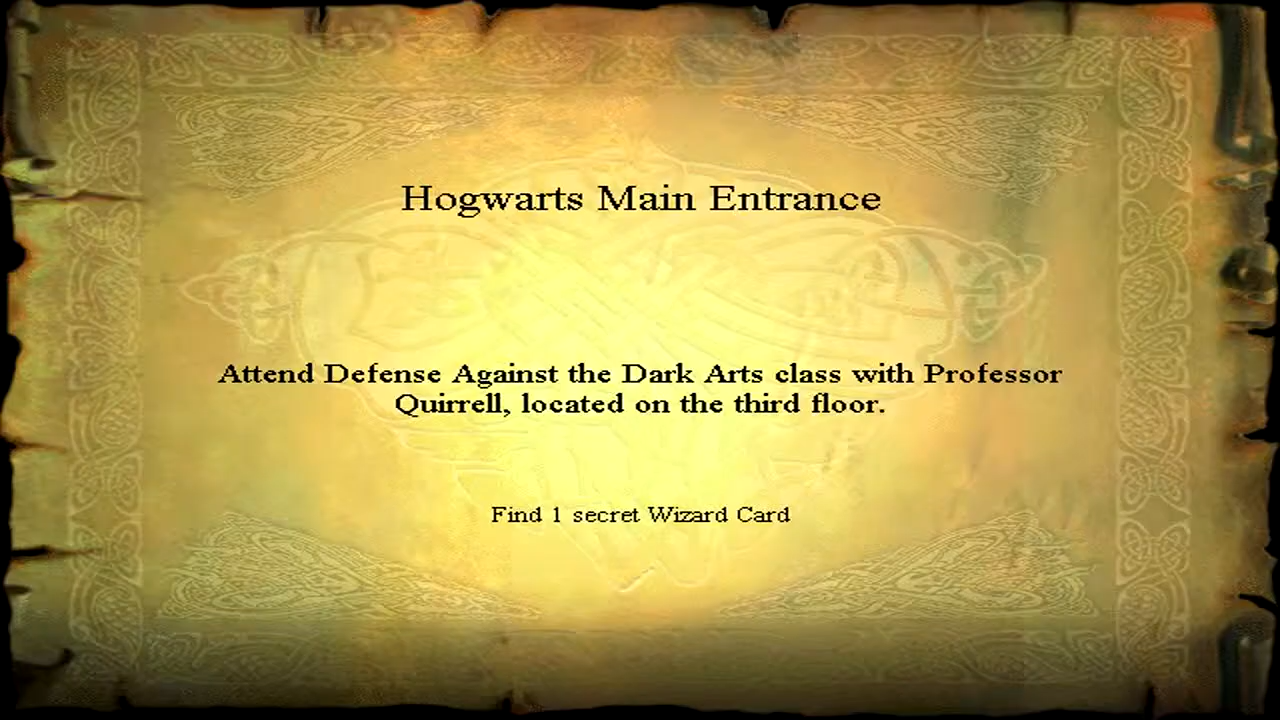 Hogwarts Main Entrance
Attend Defense Against the Dark Arts class with Professor
Quirrell, located on the third floor.
Find 1 secret Wizard Card